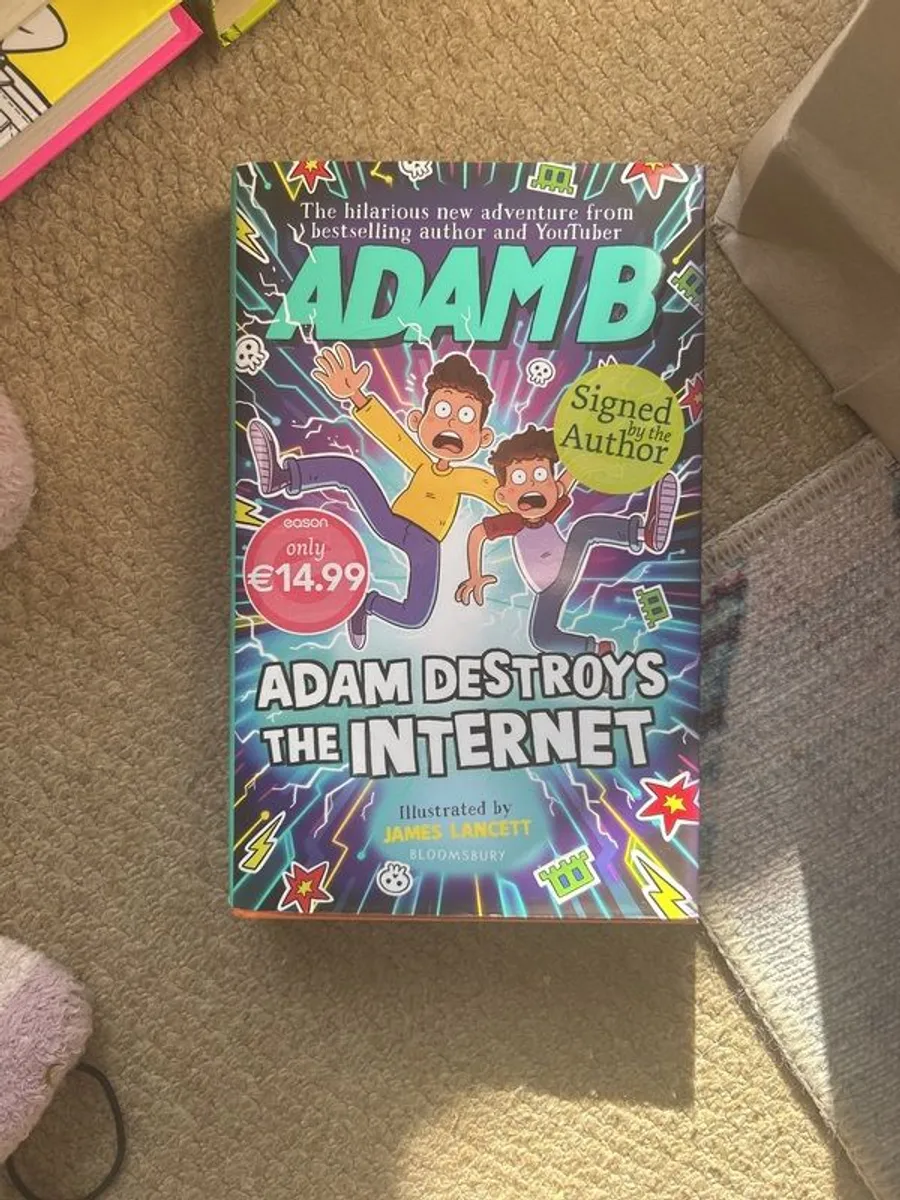 The hilarious new adventure from
bestselling author and YouTuber
ADAM B
Signed
by the
Author
eason
only
€14.99
ADAM DESTROYS
THE INTERNET
Illustrated by
JAMES LANCETT
BLOOMSBURY